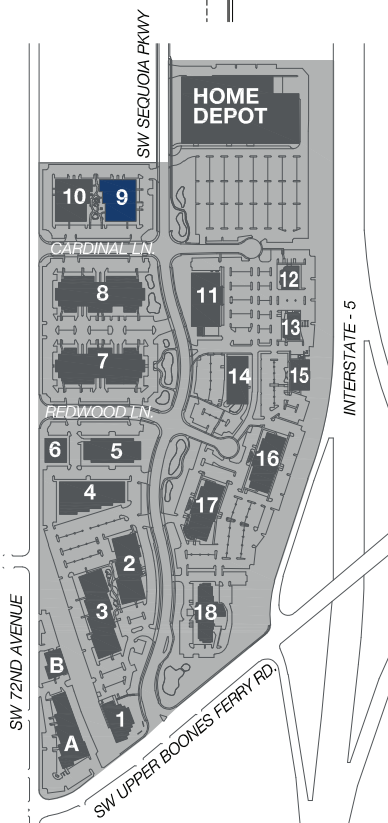 SW SEQUOIA PKWY
HOME
DEPOT
10
9
CARDINAL LN.
8
11
12
13
7
14
15
INTERSTATE - 5
REDWOOD LN.
6
5
16
4
17
2
3
18
SW 72ND AVENUE
B
A
1
SW UPPER BOONES FERRY RD.